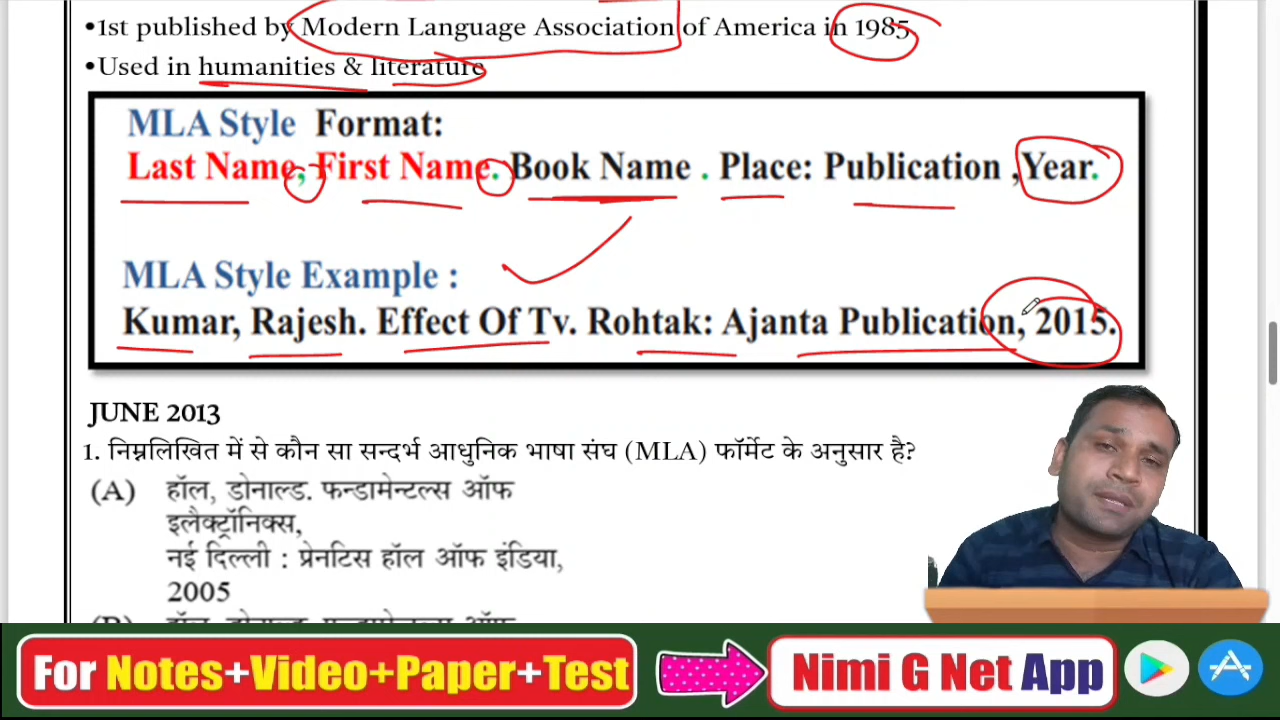 •1st published by Modern Language Association of America in 1985
•Used in humanities & literature
MLA Style Format:
Last Name, First Name. Book Name . Place: Publication ,Year.
MLA Style Example :
Kumar, Rajesh. Effect Of Tv. Rohtak: Ajanta Publication, 2015.
JUNE 2013
1. निम्नलिखित में से कौन सा सन्दर्भ आधुनिक भाषा संघ (MLA) फॉर्मेट के अनुसार है?
(A) हॉल, डोनाल्ड. फन्डामेन्टल्स ऑफ
इलैक्ट्रॉनिक्स,
नई दिल्ली : प्रेनटिस हॉल ऑफ इंडिया,
2005
For Notes+Video+Paper+Test
Nimi G Net App